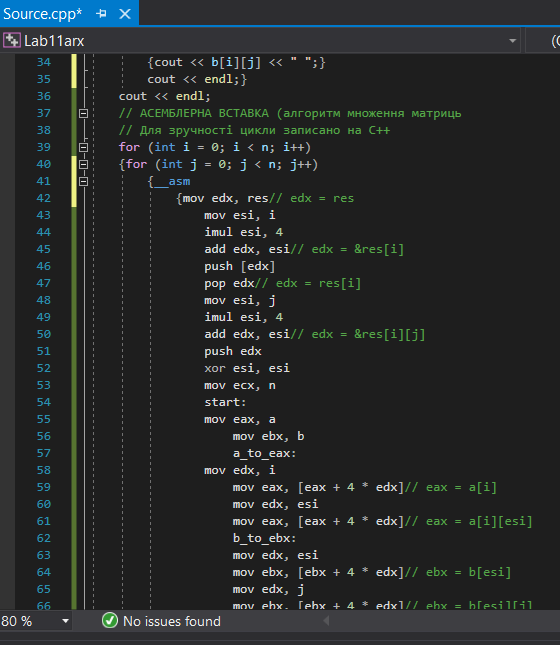 Source.cpp*
Lab11arx
34 {cout << b[i][j] << " ";}
35 cout << endl;}
36 cout << endl;
37 // АСЕМБЛЕРНА ВСТАВКА (алгоритм множення матриць
38 // Для зручності цикли записано на C++
39 for (int i = 0; i < n; i++)
40 {for (int j = 0; j < n; j++)
41 {__asm
42 {mov edx, res// edx = res
43 mov esi, i
44 imul esi, 4
45 add edx, esi// edx = &res[i]
46 push [edx]
47 pop edx// edx = res[i]
48 mov esi, j
49 imul esi, 4
50 add edx, esi// edx = &res[i][j]
51 push edx
52 xor esi, esi
53 mov ecx, n
54 start:
55 mov eax, a
56 mov ebx, b
57 a_to_eax:
58 mov edx, i
59 mov eax, [eax + 4 * edx]// eax = a[i]
60 mov edx, esi
61 mov eax, [eax + 4 * edx]// eax = a[i][esi]
62 b_to_ebx:
63 mov edx, esi
64 mov ebx, [ebx + 4 * edx]// ebx = b[esi]
65 mov edx, j
66 mov ebx, [ebx + 4 * edx]// ebx = b[esi][j]
80 %
No issues found